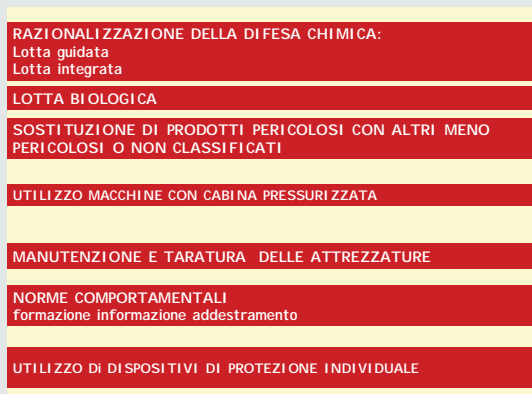 RAZIONALIZZAZIONE DELLA DIFESA CHIMICA:
Lotta guidata
Lotta integrata
LOTTA BIOLOGICA
SOSTITUZIONE DI PRODOTTI PERICOLOSI CON ALTRI MENO
PERICOLOSI O NON CLASSIFICATI
UTILIZZO MACCHINE CON CABINA PRESSURIZZATA
MANUTENZIONE E TARATURA DELLE ATTREZZATURE
NORME COMPORTAMENTALI
formazione informazione addestramento
UTILIZZO Di DISPOSITIVI DI PROTEZIONE INDIVIDUALE